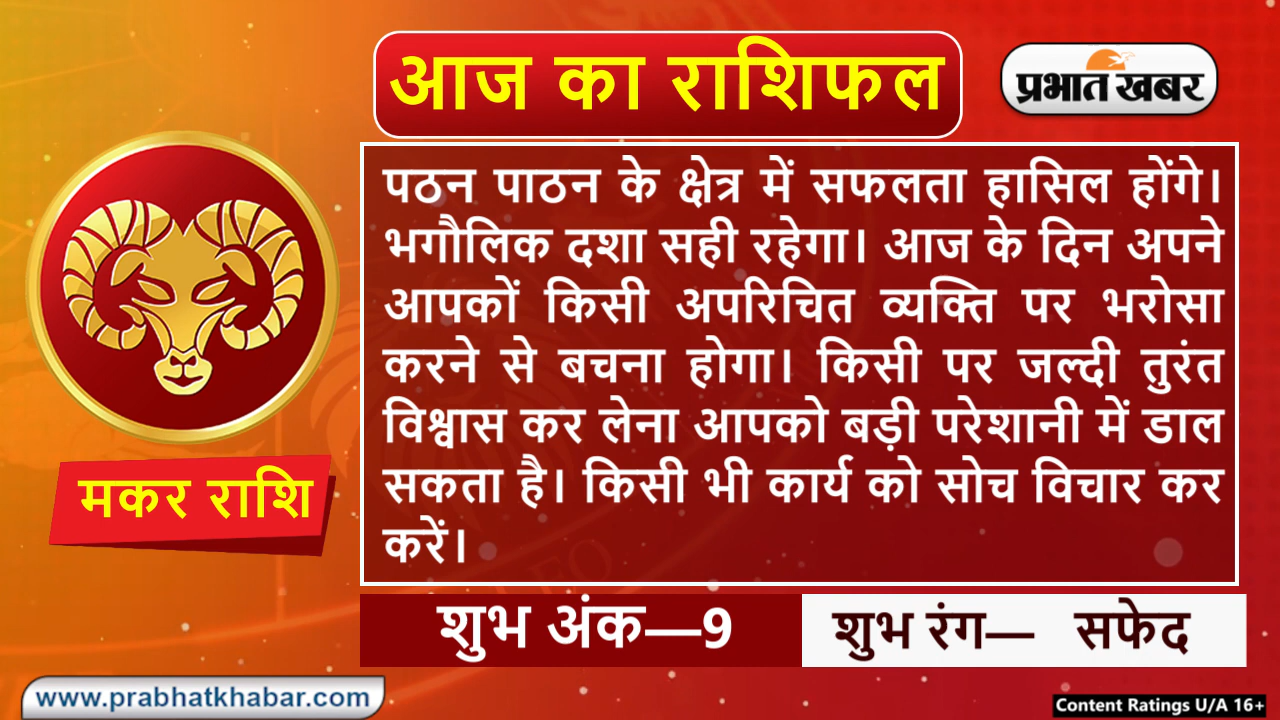 आज का राशिफल
प्रभात खबर
पठन पाठन के क्षेत्र में सफलता हासिल होंगे।
भगौलिक दशा सही रहेगा। आज के दिन अपने
आपकों किसी अपरिचित व्यक्ति पर भरोसा
करने से बचना होगा। किसी पर जल्दी तुरंत
विश्वास कर लेना आपको बड़ी परेशानी में डाल
सकता है। किसी भी कार्य को सोच विचार कर
करें।
मकर राशि
शुभ अंक—9
शुभ रंग— सफेद
www.prabhatkhabar.com
Content Ratings U/A 16+